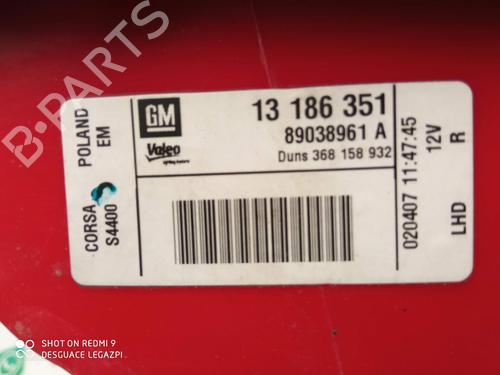 B-PARTS
POLAND
EM
CORSA
S4400
GM
Valeo
13 186 351
89038961 A
Duns 368 158 932
020407 11:47:45
12V
R
LHD
SHOT ON REDMI 9
DESGUACE LEGAZPI